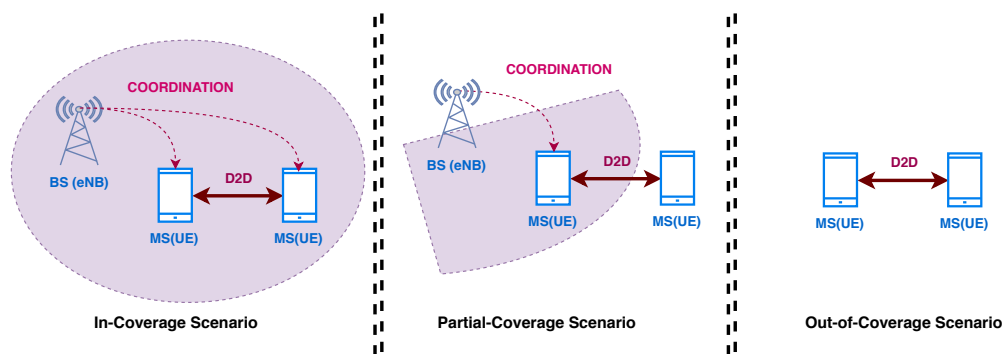 COORDINATION
BS (eNB)
D2D
MS(UE)
MS(UE)
In-Coverage Scenario
COORDINATION
BS (eNB)
D2D
MS(UE)
MS(UE)
Partial-Coverage Scenario
D2D
MS(UE)
MS(UE)
Out-of-Coverage Scenario